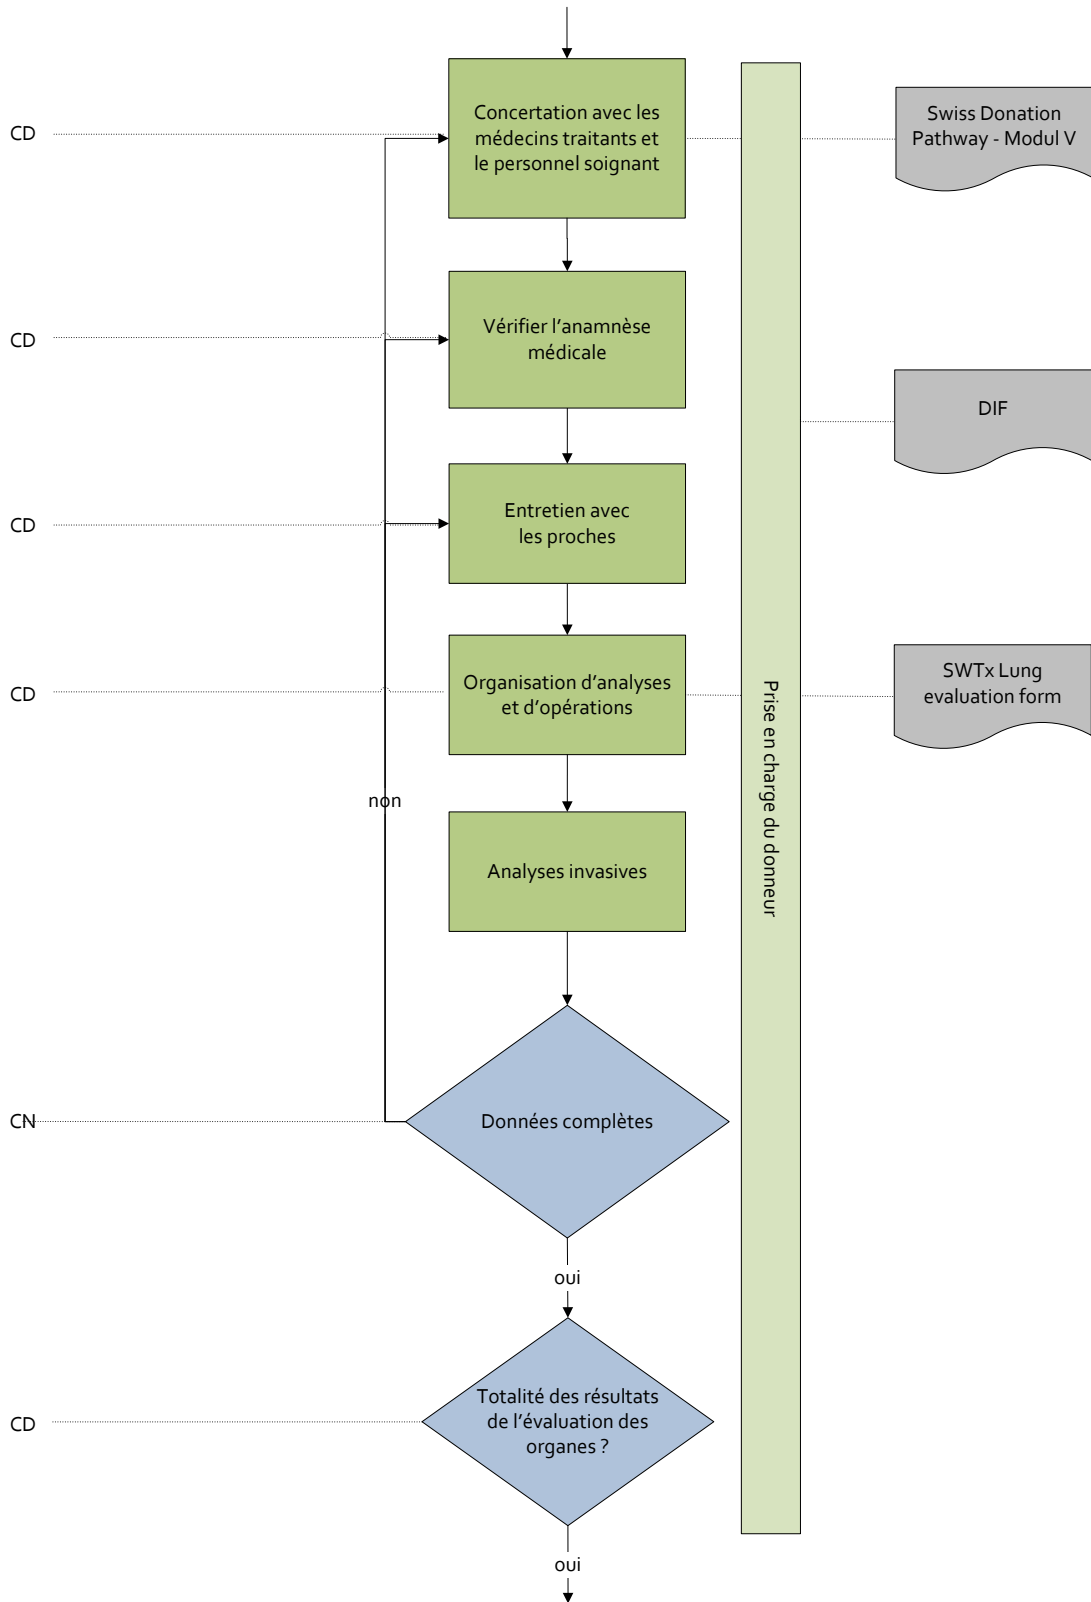 CD
Concertation avec les
médecins traitants et
le personnel soignant
Swiss Donation
Pathway - Modul V
CD
Vérifier l'anamnèse
médicale
DIF
CD
Entretien avec
les proches
CD
Organisation d'analyses
et d'opérations
SWTx Lung
evaluation form
Prise en charge du donneur
non
Analyses invasives
CN
Données complètes
oui
CD
Totalité des résultats
de l'évaluation des
organes ?
oui